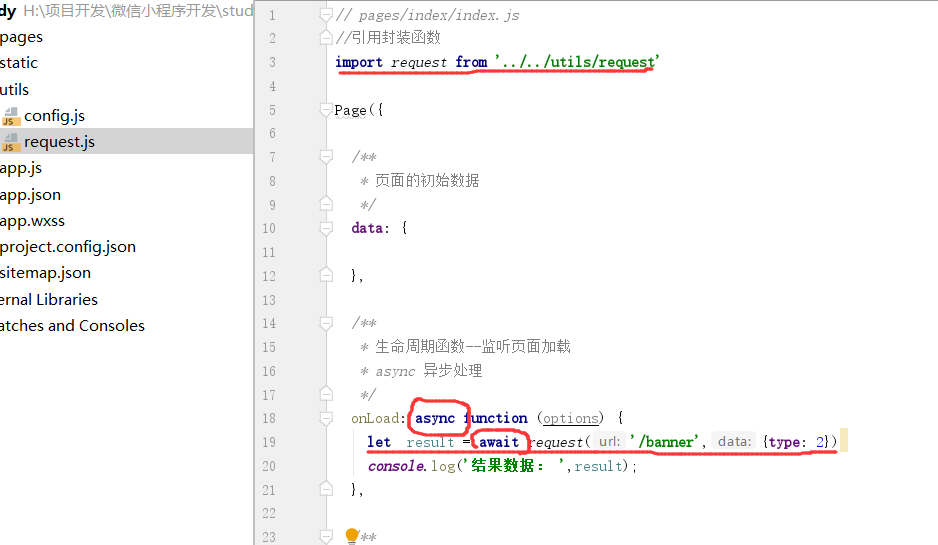 dy H:\项目开发\微信小程序开发\stud
pages
static
utils
config.js
request.js
app.js
app.json
app.wxss
project.config.json
sitemap.json
ernal Libraries
atches and Consoles
1 // pages/index/index.js
2 //引用封装函数
3 import request from '../../utils/request'
4
5 Page({
6
7 /**
8 * 页面的初始数据
9 */
10 data: {
11
12 },
13
14 /**
15 * 生命周期函数--监听页面加载
16 * async 异步处理
17 */
18 onLoad: async function (options) {
19 let result = await request( url: '/banner', data: {type: 2})
20 console.log('结果数据: ',result);
21 },
22
23 /**